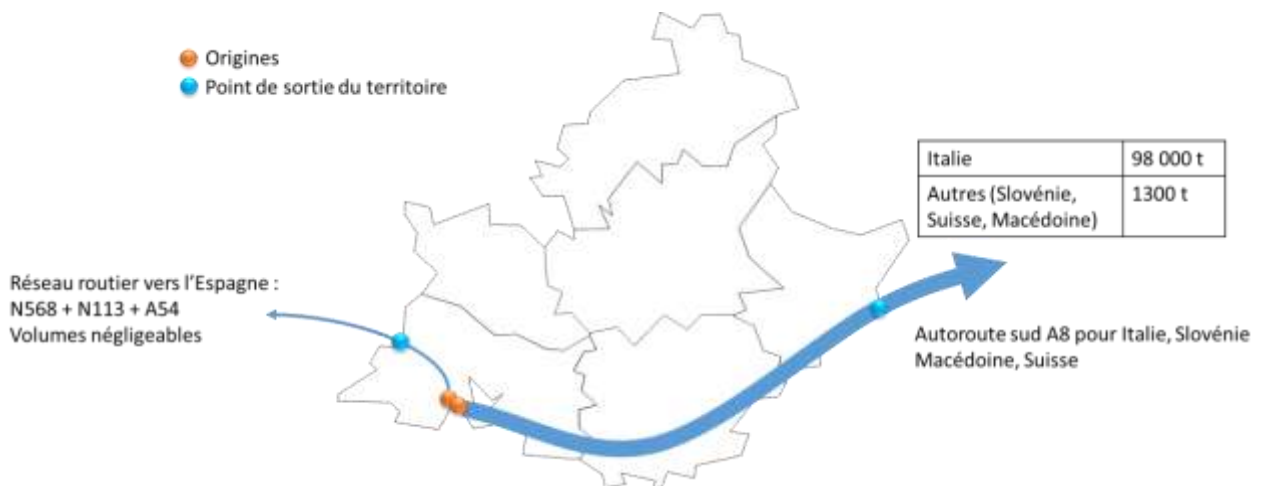 Origines
Point de sortie du territoire
Italie 98 000 t
Autres (Slovénie, 1300 t
Suisse, Macédoine)
Réseau routier vers l'Espagne :
N568 + N113 + A54
Volumes négligeables
Autoroute sud A8 pour Italie, Slovénie
Macédoine, Suisse